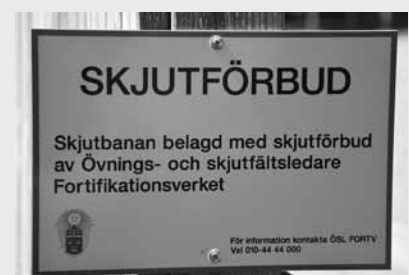 SKJUTFÖRBUD
Skjutbanan belagd med skjutförbud
av Övnings- och skjutfältsledare
Fortifikationsverket
För information kontakta ÖSL FORTV
Vxl 010-44 44 000